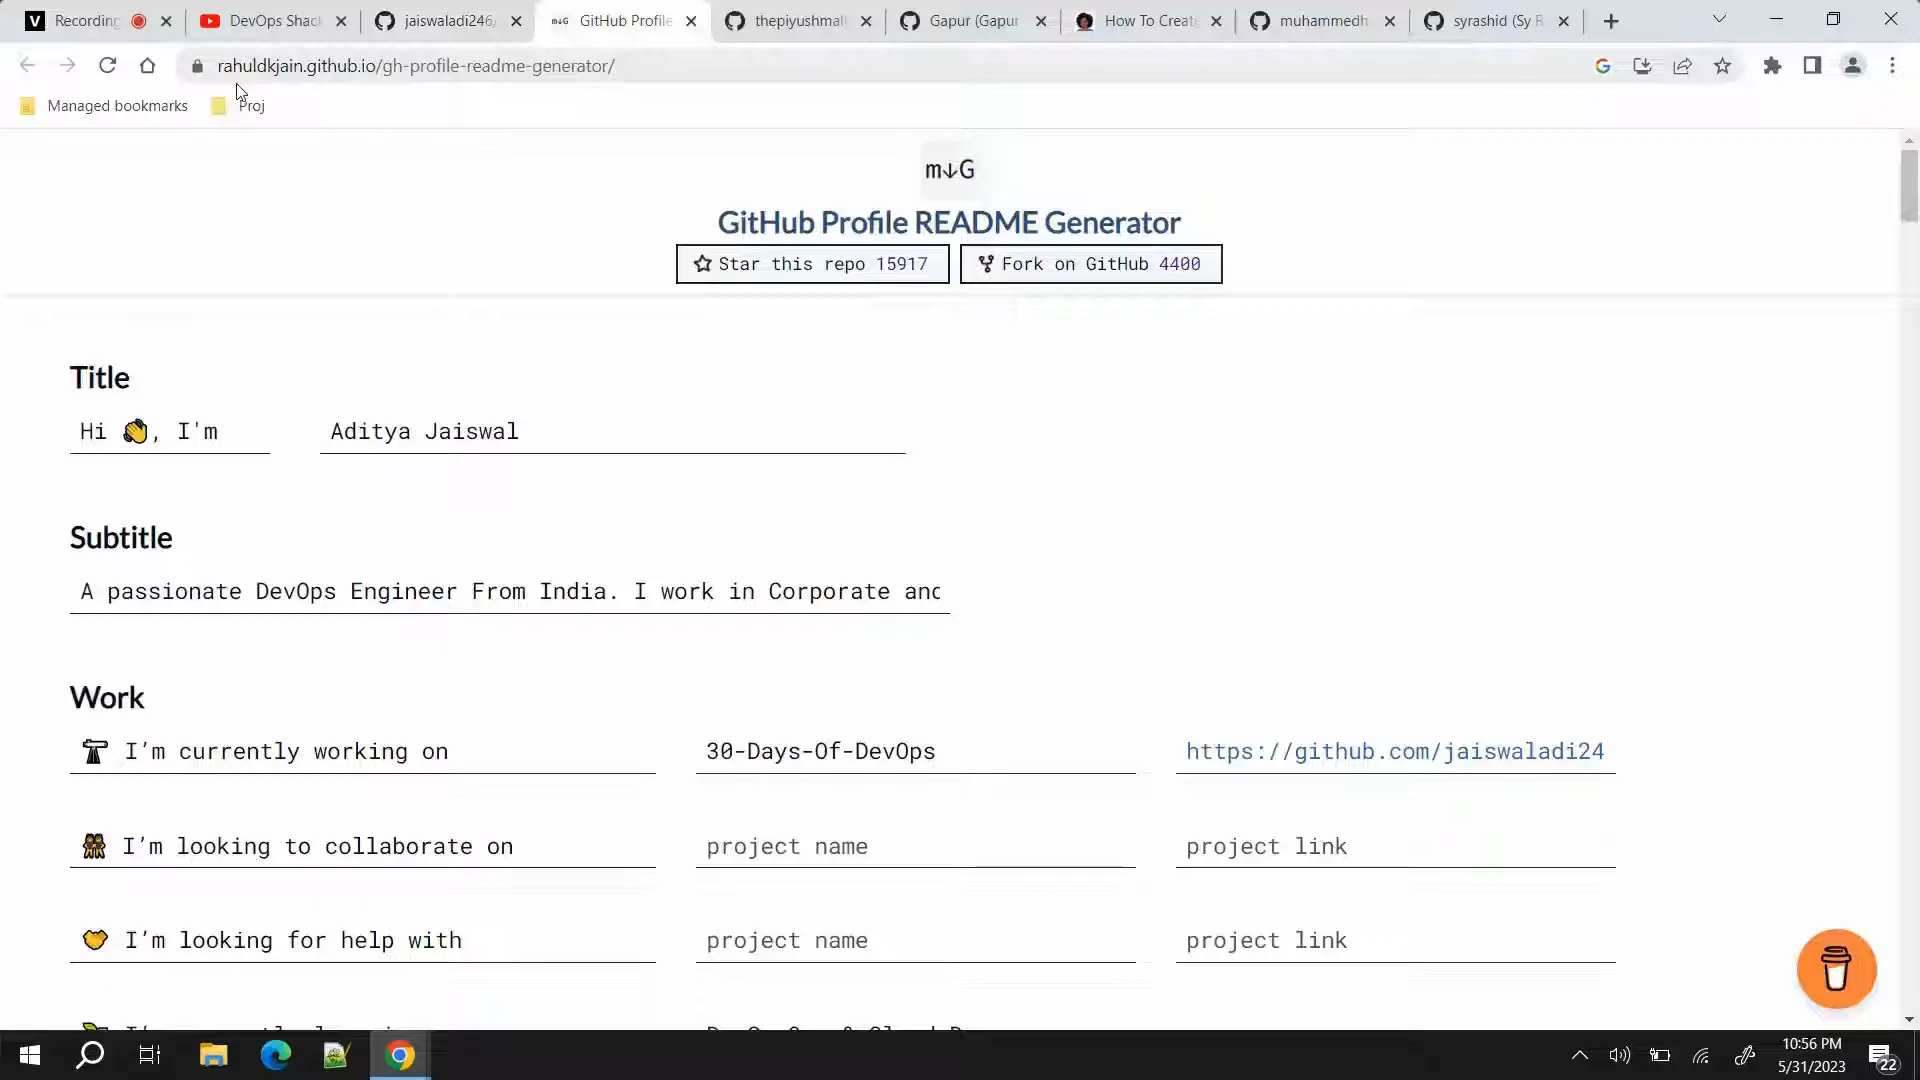 Recording
DevOps Shac
jaiswaladi246/
GitHub Profile
thepiyushmal
Gapur (Gapur
How To Creat
muhammedh
syrashid (Sy R
rahuldkjain.github.io/gh-profile-readme-generator/
Managed bookmarks
Proj
m↓G
GitHub Profile README Generator
Star this repo 15917
Fork on GitHub 4400
Title
Hi 👋, I'm
Aditya Jaiswal
Subtitle
A passionate DevOps Engineer From India. I work in Corporate and
Work
🔭 I’m currently working on
30-Days-Of-DevOps
https://github.com/jaiswaladi24
👯 I’m looking to collaborate on
project name
project link
🤝 I’m looking for help with
project name
project link
10:56 PM
5/31/2023
22